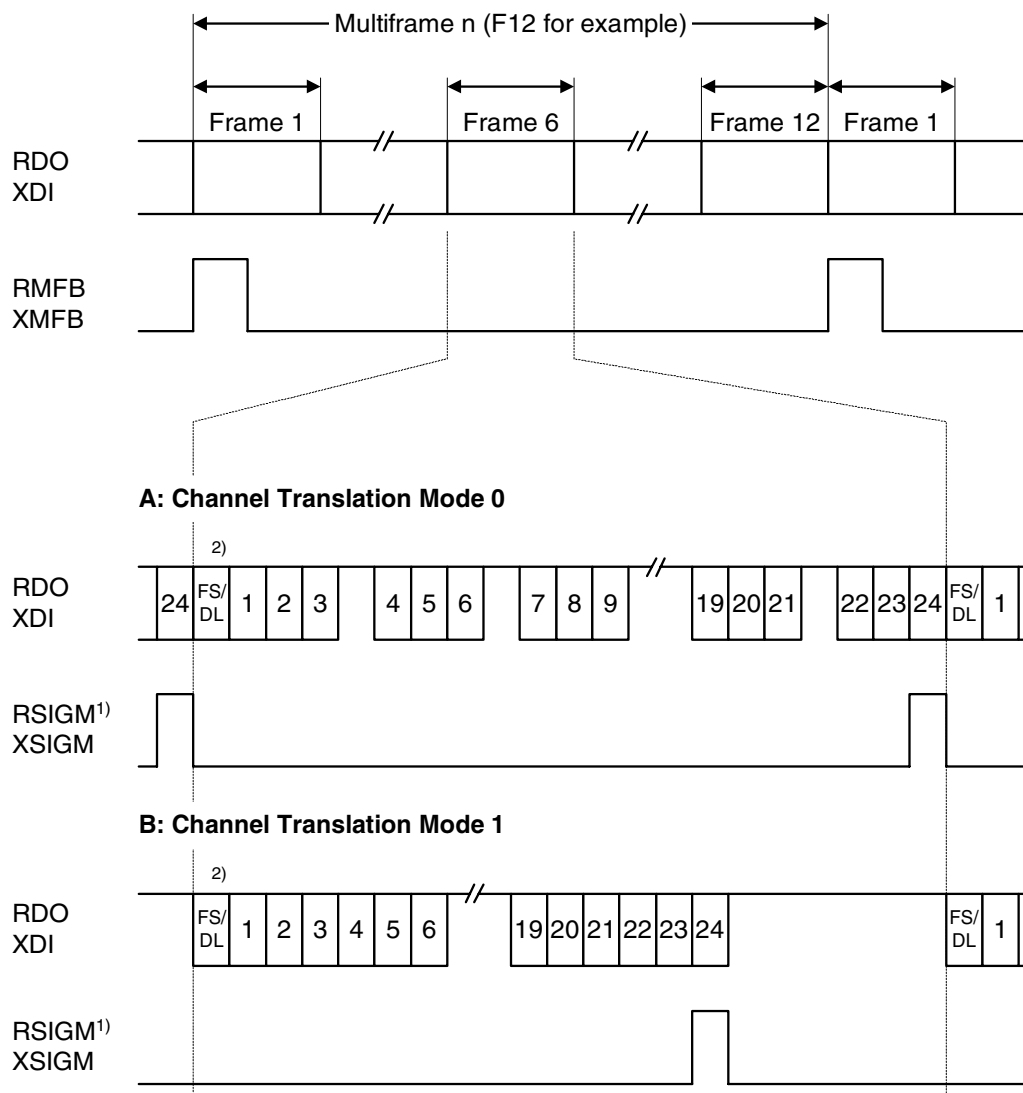 Multiframe n (F12 for example)
Frame 1 Frame 6 Frame 12 Frame 1
RDO
XDI
RMFB
XMFB
A: Channel Translation Mode 0
2)
RDO
XDI
24 FS/DL 1 2 3 4 5 6 7 8 9 19 20 21 22 23 24 FS/DL 1
RSIGM1)
XSIGM
B: Channel Translation Mode 1
2)
RDO
XDI
FS/DL 1 2 3 4 5 6 19 20 21 22 23 24 FS/DL 1
RSIGM1)
XSIGM